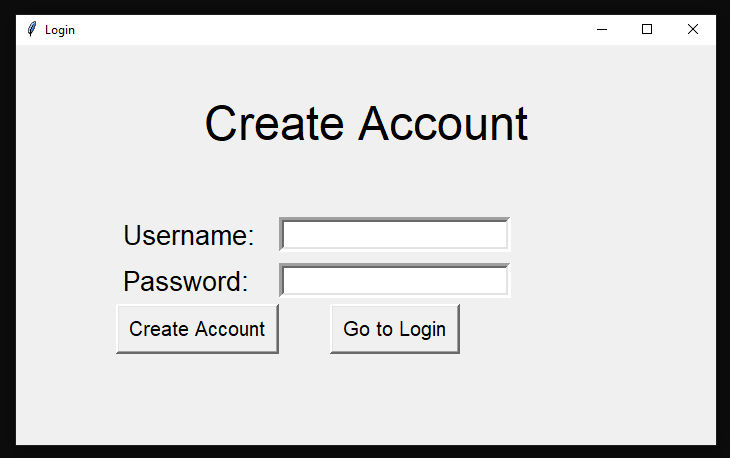 Login
Create Account
Username:
Password:
Create Account Go to Login